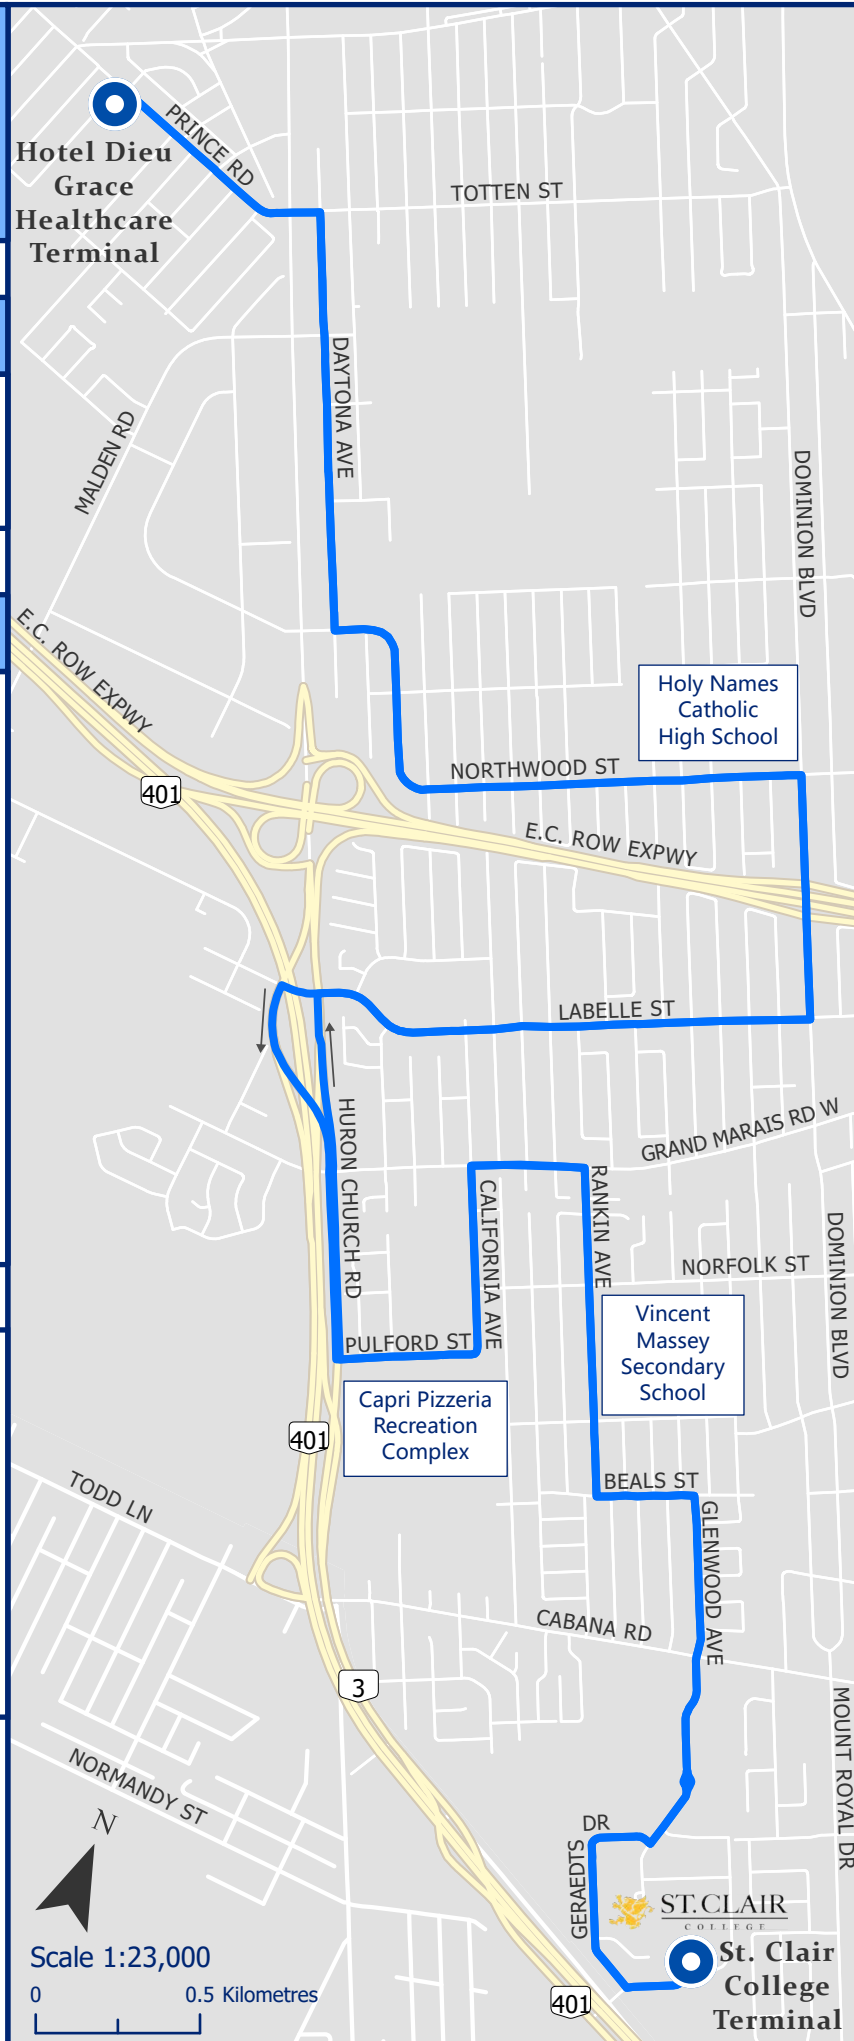 PRINCE RD
Hotel Dieu
Grace
Healthcare
Terminal
TOTTEN ST
DAYTONA AVE
MALDEN RD
DOMINION BLVD
E.C. ROW EXPWY
Holy Names
Catholic
High School
NORTHWOOD ST
401
E.C. ROW EXPWY
LABELLE ST
HURON CHURCH RD
GRAND MARAIS RD W
CALIFORNIA AVE
RANKIN AVE
DOMINION BLVD
NORFOLK ST
Vincent
Massey
Secondary
School
PULFORD ST
Capri Pizzeria
Recreation
Complex
401
TODD LN
BEALS ST
GLENWOOD AVE
CABANA RD
3
MOUNT ROYAL DR
NORMANDY ST
N
GERAEDTS DR
ST. CLAIR
COLLEGE
St. Clair
College
Terminal
Scale 1:23,000
0 0.5 Kilometres
401